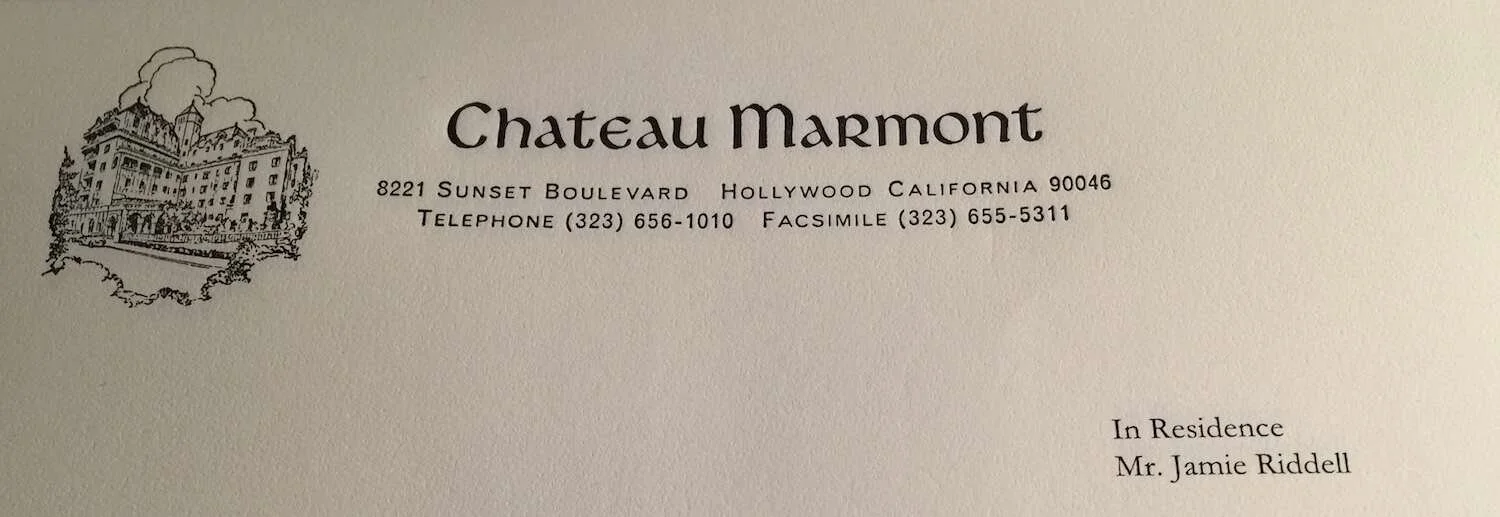 Chateau Marmont
8221 Sunset Boulevard Hollywood California 90046
Telephone (323) 656-1010 Facsimile (323) 655-5311
In Residence
Mr. Jamie Riddell